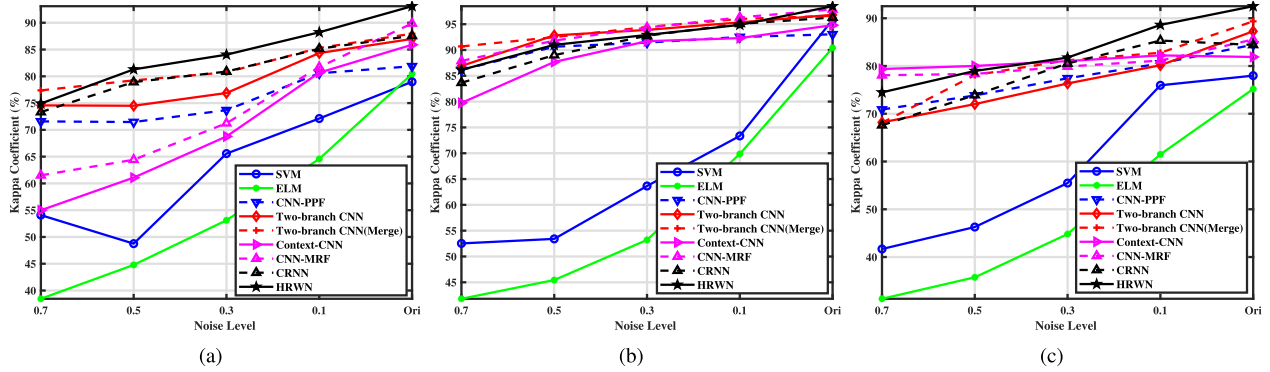 90
85
80
75
70
65
60
55
50
45
40
Kappa Coefficient (%)
0.7
0.5
0.3
0.1
Ori
Noise Level
SVM
ELM
CNN-PPF
Two-branch CNN
Two-branch CNN(Merge)
Context-CNN
CNN-MRF
CRNN
HRWN
(a)
95
90
85
80
75
70
65
60
55
50
45
Kappa Coefficient (%)
0.7
0.5
0.3
0.1
Ori
Noise Level
SVM
ELM
CNN-PPF
Two-branch CNN
Two-branch CNN(Merge)
Context-CNN
CNN-MRF
CRNN
HRWN
(b)
90
80
70
60
50
40
Kappa Coefficient (%)
0.7
0.5
0.3
0.1
Ori
Noise Level
SVM
ELM
CNN-PPF
Two-branch CNN
Two-branch CNN(Merge)
Context-CNN
CNN-MRF
CRNN
HRWN
(c)